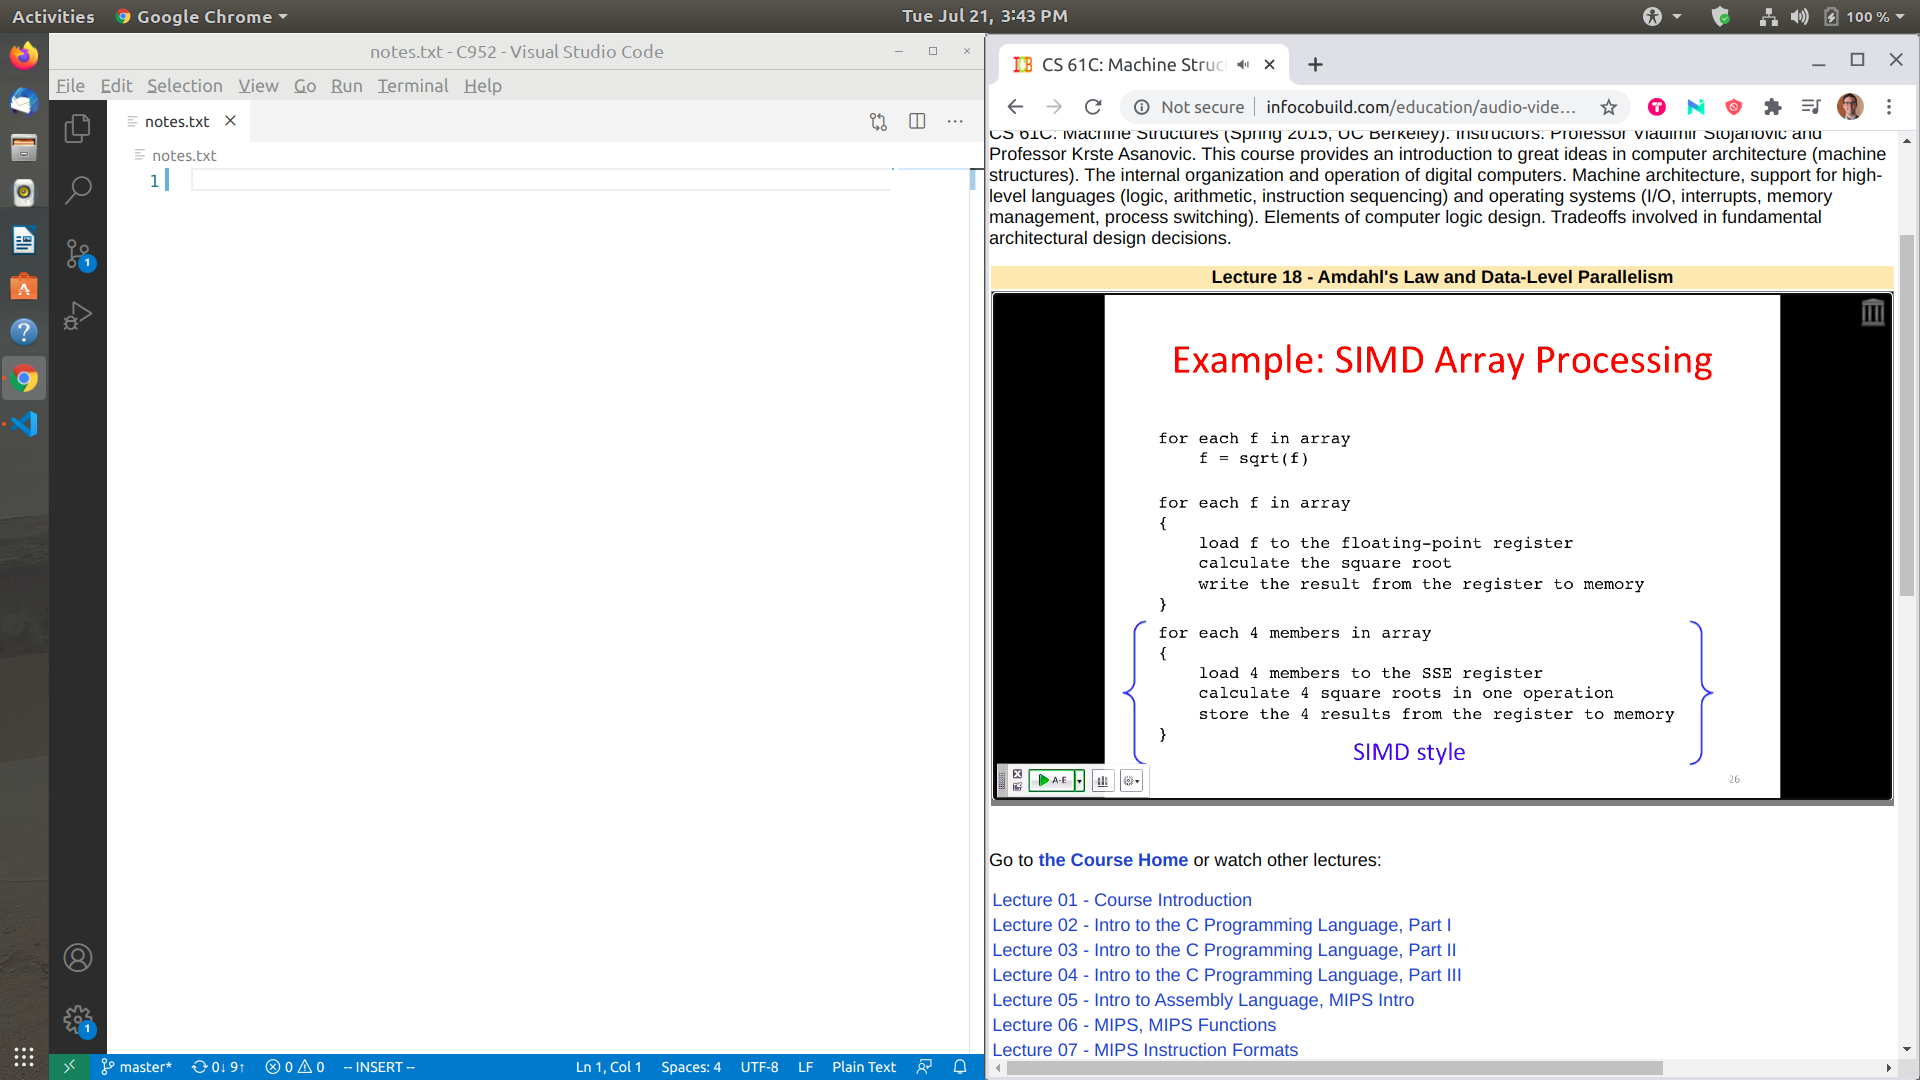 Activities
Google Chrome
Tue Jul 21, 3:43 PM
100 %
notes.txt - C952 - Visual Studio Code
File Edit Selection View Go Run Terminal Help
notes.txt
notes.txt
1
1
1
master*
0↓ 9↑
0 0
-- INSERT --
Ln 1, Col 1
Spaces: 4
UTF-8
LF
Plain Text
CS 61C: Machine Struc
Not secure
infocobuild.com/education/audio-vide...
CS 61C: Machine Structures (Spring 2015, UC Berkeley). Instructors: Professor Vladimir Stojanovic and
Professor Krste Asanovic. This course provides an introduction to great ideas in computer architecture (machine
structures). The internal organization and operation of digital computers. Machine architecture, support for high-
level languages (logic, arithmetic, instruction sequencing) and operating systems (I/O, interrupts, memory
management, process switching). Elements of computer logic design. Tradeoffs involved in fundamental
architectural design decisions.
Lecture 18 - Amdahl's Law and Data-Level Parallelism
Example: SIMD Array Processing
for each f in array
f = sqrt(f)
for each f in array
{
load f to the floating-point register
calculate the square root
write the result from the register to memory
}
for each 4 members in array
{
load 4 members to the SSE register
calculate 4 square roots in one operation
store the 4 results from the register to memory
}
SIMD style
26
A-E
Go to the Course Home or watch other lectures:
Lecture 01 - Course Introduction
Lecture 02 - Intro to the C Programming Language, Part I
Lecture 03 - Intro to the C Programming Language, Part II
Lecture 04 - Intro to the C Programming Language, Part III
Lecture 05 - Intro to Assembly Language, MIPS Intro
Lecture 06 - MIPS, MIPS Functions
Lecture 07 - MIPS Instruction Formats